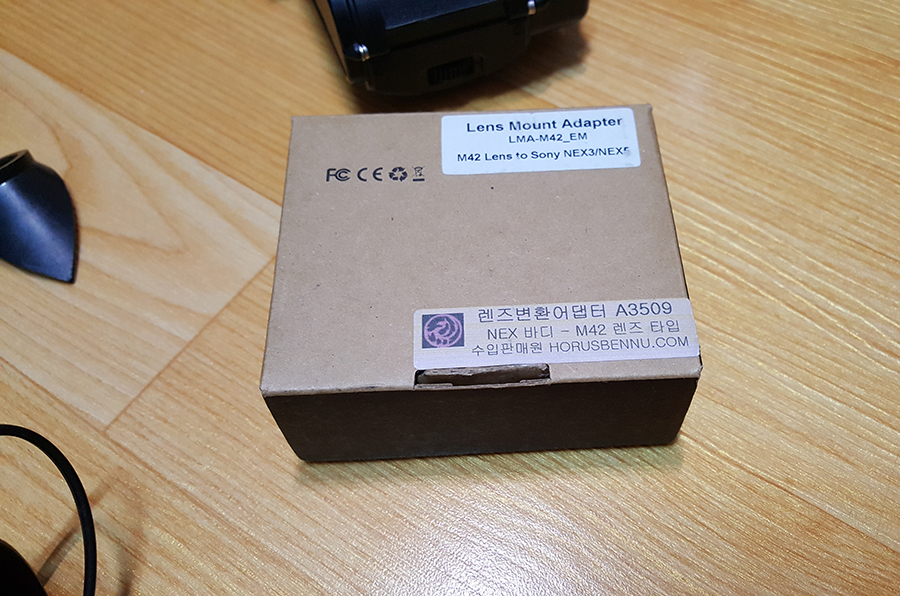 Lens Mount Adapter
LMA-M42_EM
M42 Lens to Sony NEX3/NEX5
FC CE
렌즈변환어댑터 A3509
NEX 바디 - M42 렌즈 타입
수입판매원 HORUSBENNU.COM